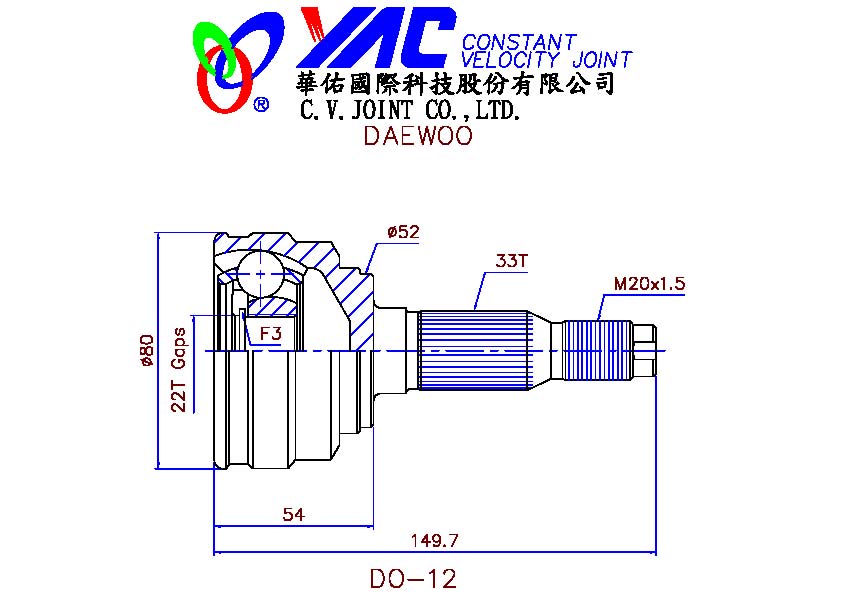 YAC CONSTANT
VELOCITY JOINT
®
華佑國際科技股份有限公司
C.V.JOINT CO.,LTD.
DAEWOO
ø52
33T
M20x1.5
F3
ø80
22T Gaps
54
149.7
DO-12